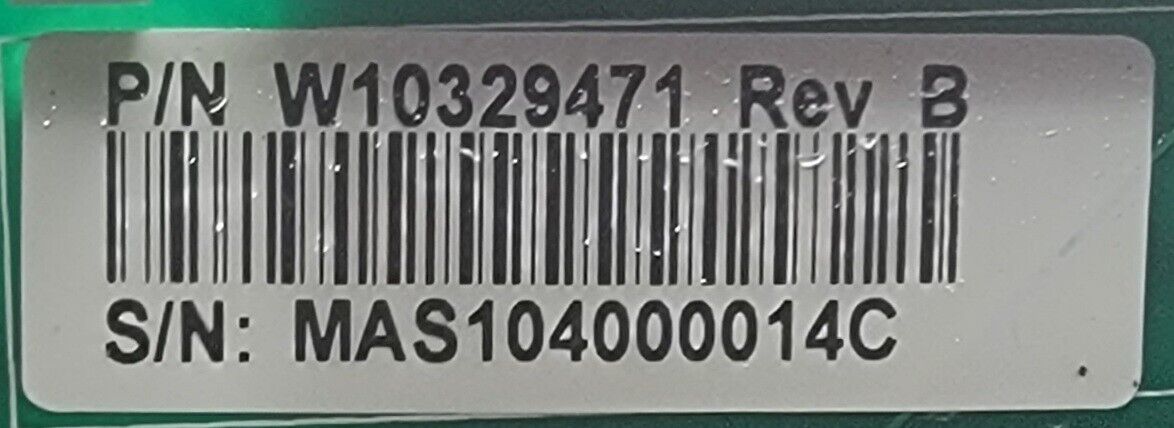 P/N W10329471 Rev B
S/N: MAS104000014C